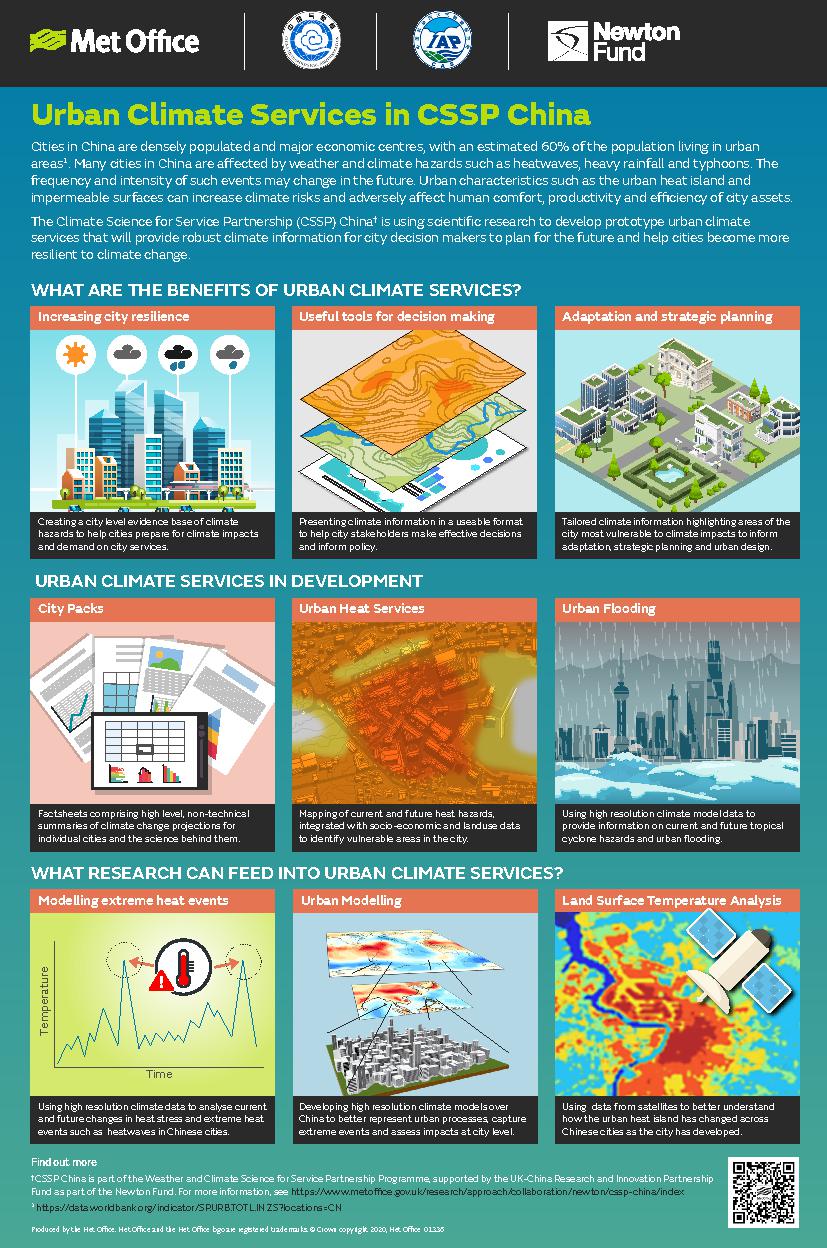 Met Office
IAP
Newton
Fund
Urban Climate Services in CSSP China
Cities in China are densely populated and major economic centres, with an estimated 60% of the population living in urban
areas¹. Many cities in China are affected by weather and climate hazards such as heatwaves, heavy rainfall and typhoons. The
frequency and intensity of such events may change in the future. Urban characteristics such as the urban heat island and
impermeable surfaces can increase climate risks and adversely affect human comfort, productivity and efficiency of city assets.
The Climate Science for Service Partnership (CSSP) China† is using scientific research to develop prototype urban climate
services that will provide robust climate information for city decision makers to plan for the future and help cities become more
resilient to climate change.
WHAT ARE THE BENEFITS OF URBAN CLIMATE SERVICES?
Increasing city resilience
Creating a city level evidence base of climate
hazards to help cities prepare for climate impacts
and demand on city services.
Useful tools for decision making
Presenting climate information in a useable format
to help city stakeholders make effective decisions
and inform policy.
Adaptation and strategic planning
Tailored climate information highlighting areas of the
city most vulnerable to climate impacts to inform
adaptation, strategic planning and urban design.
URBAN CLIMATE SERVICES IN DEVELOPMENT
City Packs
Factsheets comprising high level, non-technical
summaries of climate change projections for
individual cities and the science behind them.
Urban Heat Services
Mapping of current and future heat hazards,
integrated with socio-economic and landuse data
to identify vulnerable areas in the city.
Urban Flooding
Using high resolution climate model data to
provide information on current and future tropical
cyclone hazards and urban flooding.
WHAT RESEARCH CAN FEED INTO URBAN CLIMATE SERVICES?
Modelling extreme heat events
Temperature
Time
Using high resolution climate data to analyse current
and future changes in heat stress and extreme heat
events such as heatwaves in Chinese cities.
Urban Modelling
Developing high resolution climate models over
China to better represent urban processes, capture
extreme events and assess impacts at city level.
Land Surface Temperature Analysis
Using data from satellites to better understand
how the urban heat island has changed across
Chinese cities as the city has developed.
Find out more
†CSSP China is part of the Weather and Climate Science for Service Partnership Programme, supported by the UK-China Research and Innovation Partnership
Fund as part of the Newton Fund. For more information, see https://www.metoffice.gov.uk/research/approach/collaboration/newton/cssp-china/index
¹ https://data.worldbank.org/indicator/SP.URB.TOTL.IN.ZS?locations=CN
Produced by the Met Office. Met Office and the Met Office logo are registered trademarks. © Crown copyright 2020, Met Office 01336